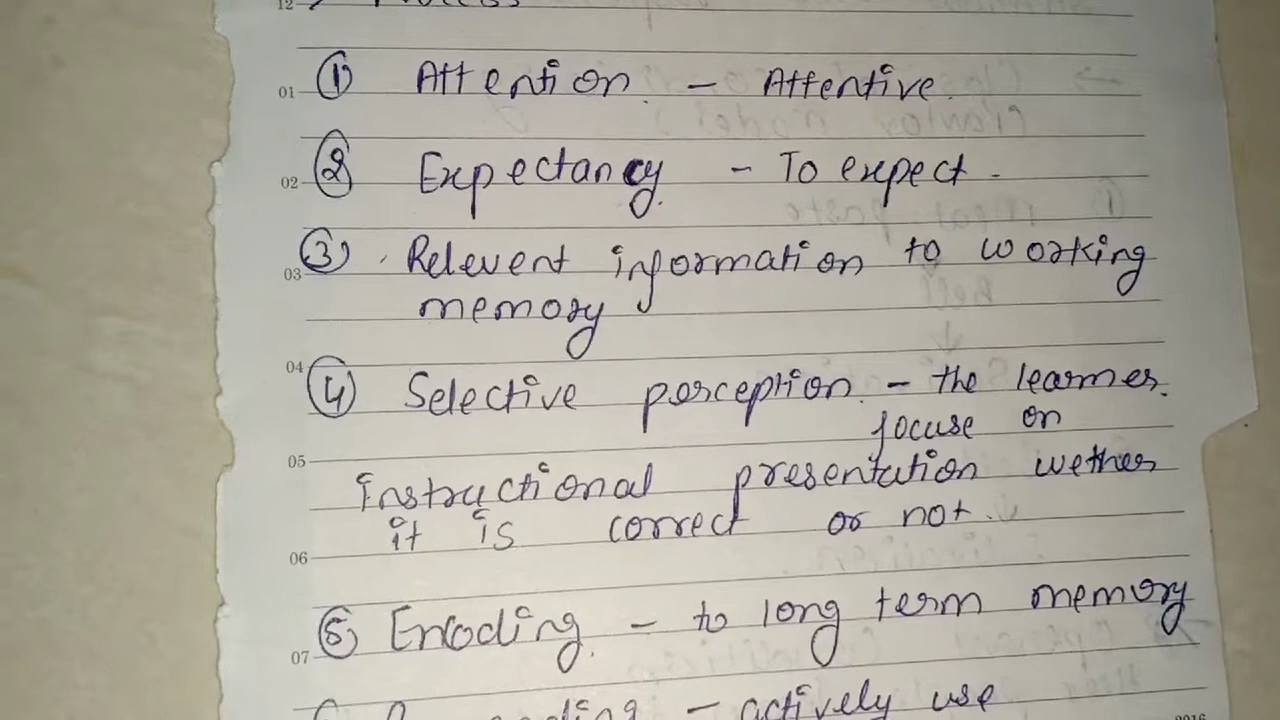 12
01 ① Attention. - Attentive.
02 ② Expectancy. - To expect.
03 ③ Relevent information to working
memory
04 ④ Selective perception. - the learner.
focuse on
05 instructional presentation wether
it is correct or not.
06
⑤ Encoding. - to long term memory
07
- actively use
2016